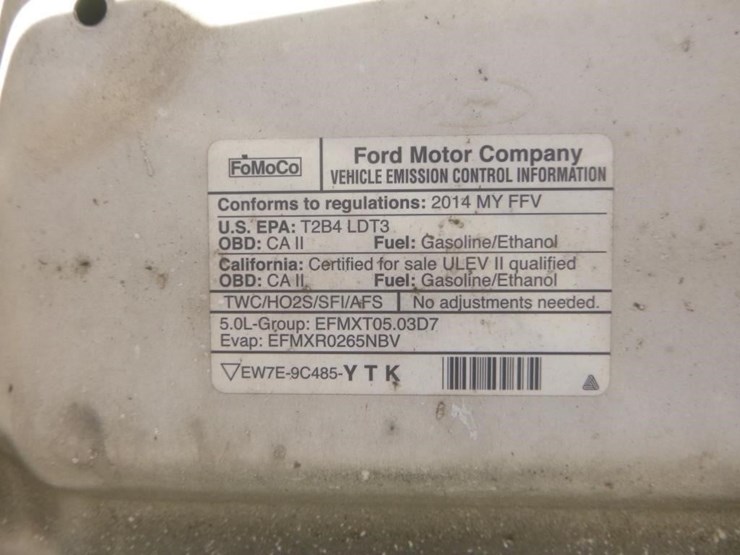 FoMoCo
Ford Motor Company
VEHICLE EMISSION CONTROL INFORMATION
Conforms to regulations: 2014 MY FFV
U.S. EPA: T2B4 LDT3
OBD: CA II Fuel: Gasoline/Ethanol
California: Certified for sale ULEV II qualified
OBD: CA II Fuel: Gasoline/Ethanol
TWC/HO2S/SFI/AFS No adjustments needed.
5.0L-Group: EFMXT05.03D7
Evap: EFMXR0265NBV
EW7E-9C485-Y T K